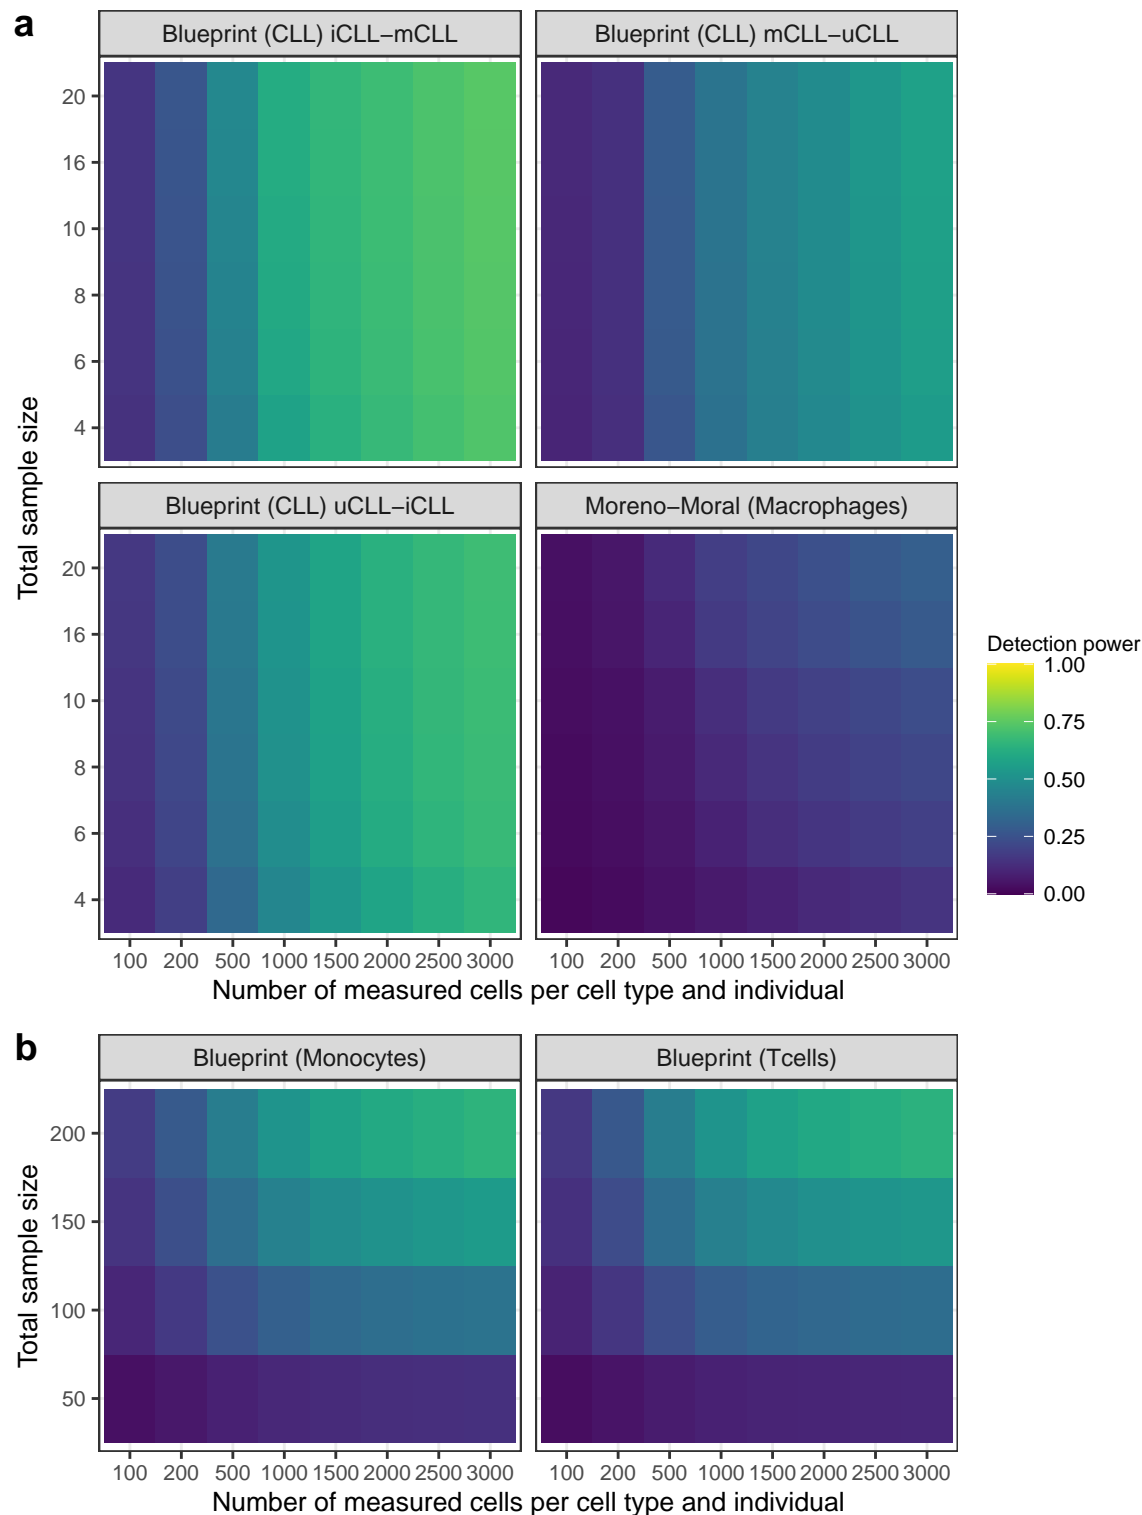 a
Blueprint (CLL) iCLL−mCLL
Blueprint (CLL) mCLL−uCLL
20
16
10
8
6
4
Total sample size
Blueprint (CLL) uCLL−iCLL
Moreno−Moral (Macrophages)
20
16
10
8
6
4
100 200 500 1000 1500 2000 2500 3000
100 200 500 1000 1500 2000 2500 3000
Number of measured cells per cell type and individual
Detection power
1.00
0.75
0.50
0.25
0.00
b
Blueprint (Monocytes)
Blueprint (Tcells)
200
150
100
50
Total sample size
100 200 500 1000 1500 2000 2500 3000
100 200 500 1000 1500 2000 2500 3000
Number of measured cells per cell type and individual